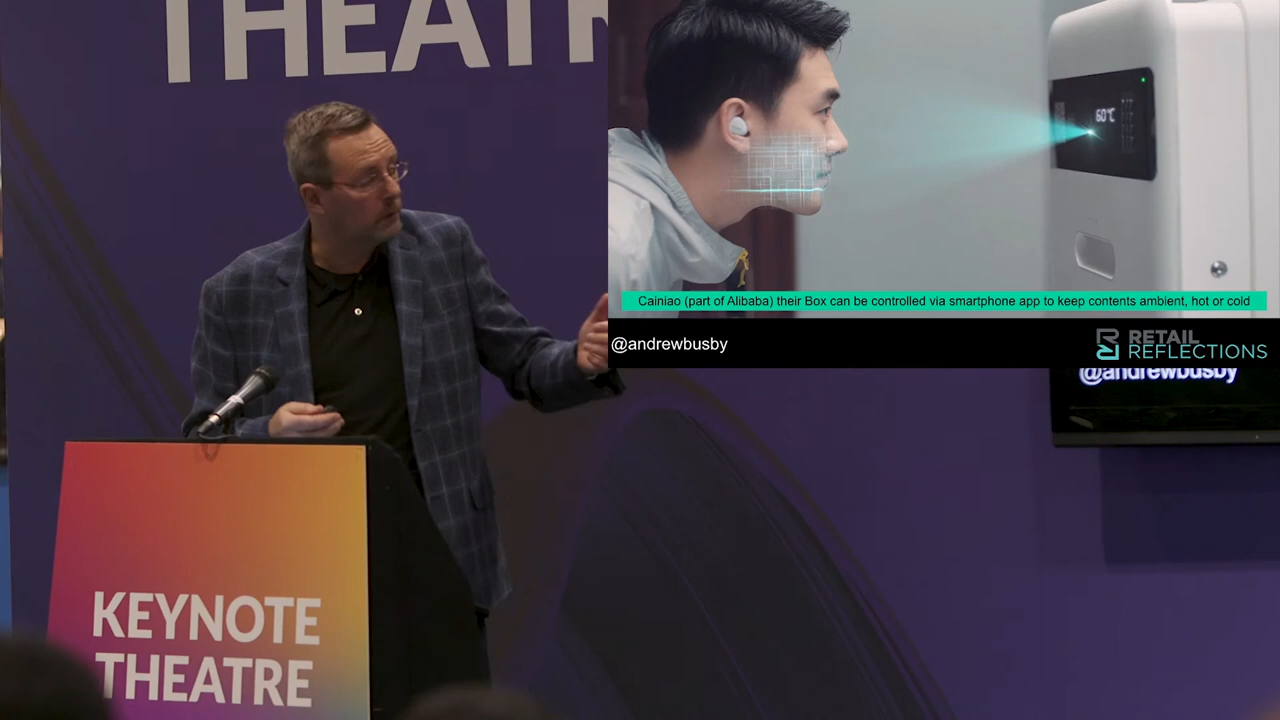 THEATR
60℃
Cainiao (part of Alibaba) their Box can be controlled via smartphone app to keep contents ambient, hot or cold
@andrewbusby
RETAIL
REFLECTIONS
@andrewbusby
KEYNOTE
THEATRE